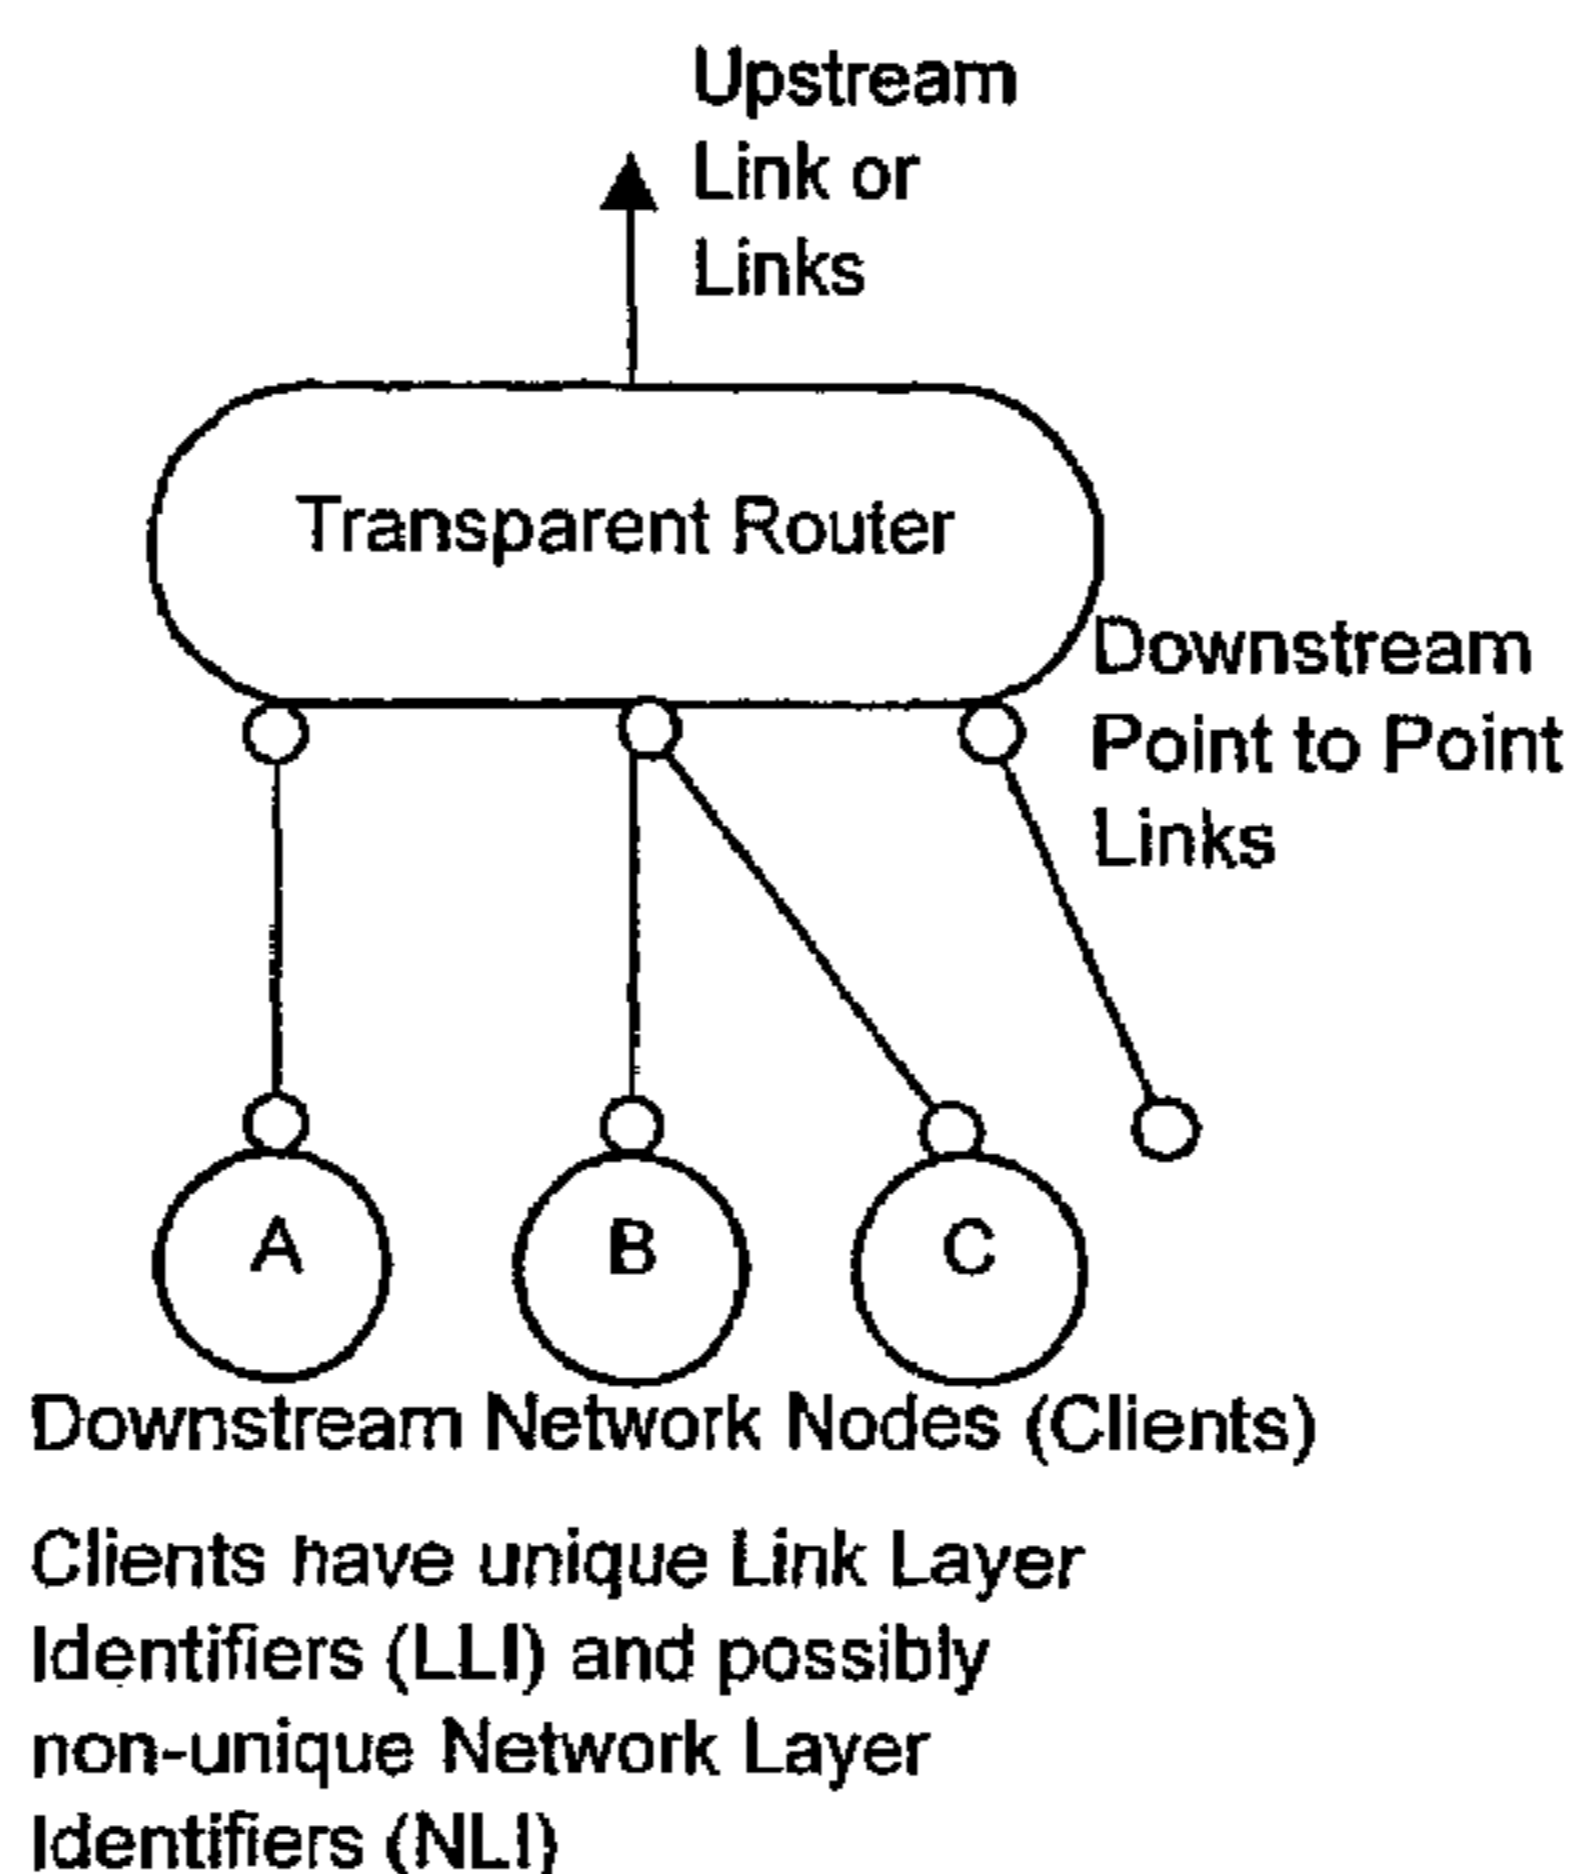 Upstream
Link or
Links
Transparent Router
Downstream
Point to Point
Links
A
B
C
Downstream Network Nodes (Clients)
Clients have unique Link Layer
Identifiers (LLI) and possibly
non-unique Network Layer
Identifiers (NLI)